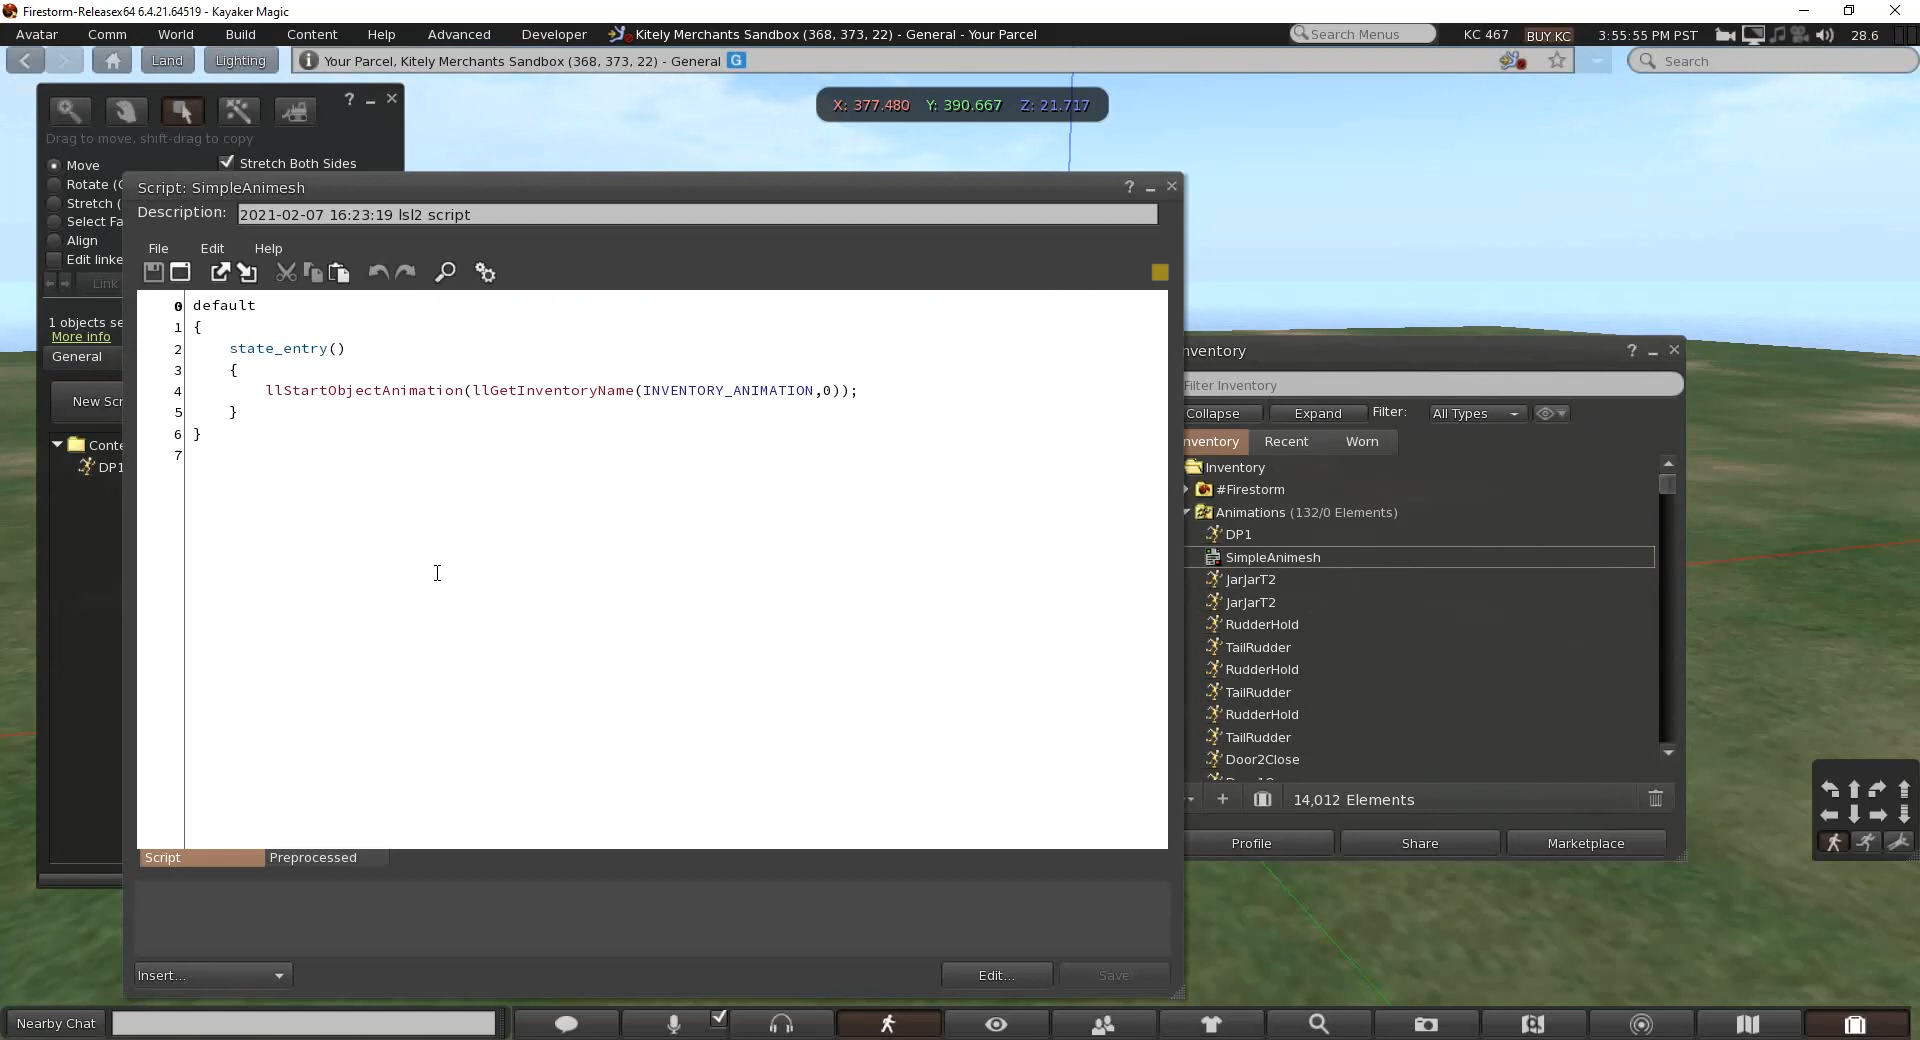 Firestorm-Releasex64 6.4.21.64519 - Kayaker Magic
Avatar Comm World Build Content Help Advanced Developer Kitely Merchants Sandbox (368, 373, 22) - General - Your Parcel Search Menus KC 467 BUY KC 3:55:55 PM PST 28.6
Land Lighting Your Parcel, Kitely Merchants Sandbox (368, 373, 22) - General G Search
X: 377.480 Y: 390.667 Z: 21.717
Drag to move, shift-drag to copy
Move
Stretch Both Sides
Rotate (
Stretch (
Select Fa
Align
Edit linke
Link
1 objects se
More info
General
New Scr
Conte
DP1
Script: SimpleAnimesh
Description: 2021-02-07 16:23:19 lsl2 script
File Edit Help
0 default
1 {
2 state_entry()
3 {
4 llStartObjectAnimation(llGetInventoryName(INVENTORY_ANIMATION,0));
5 }
6 }
7
Script Preprocessed
Insert... Edit... Save
nventory
Filter Inventory
Collapse Expand Filter: All Types
nventory Recent Worn
Inventory
#Firestorm
Animations (132/0 Elements)
DP1
SimpleAnimesh
JarJarT2
JarJarT2
RudderHold
TailRudder
RudderHold
TailRudder
RudderHold
TailRudder
Door2Close
14,012 Elements
Profile Share Marketplace
Nearby Chat